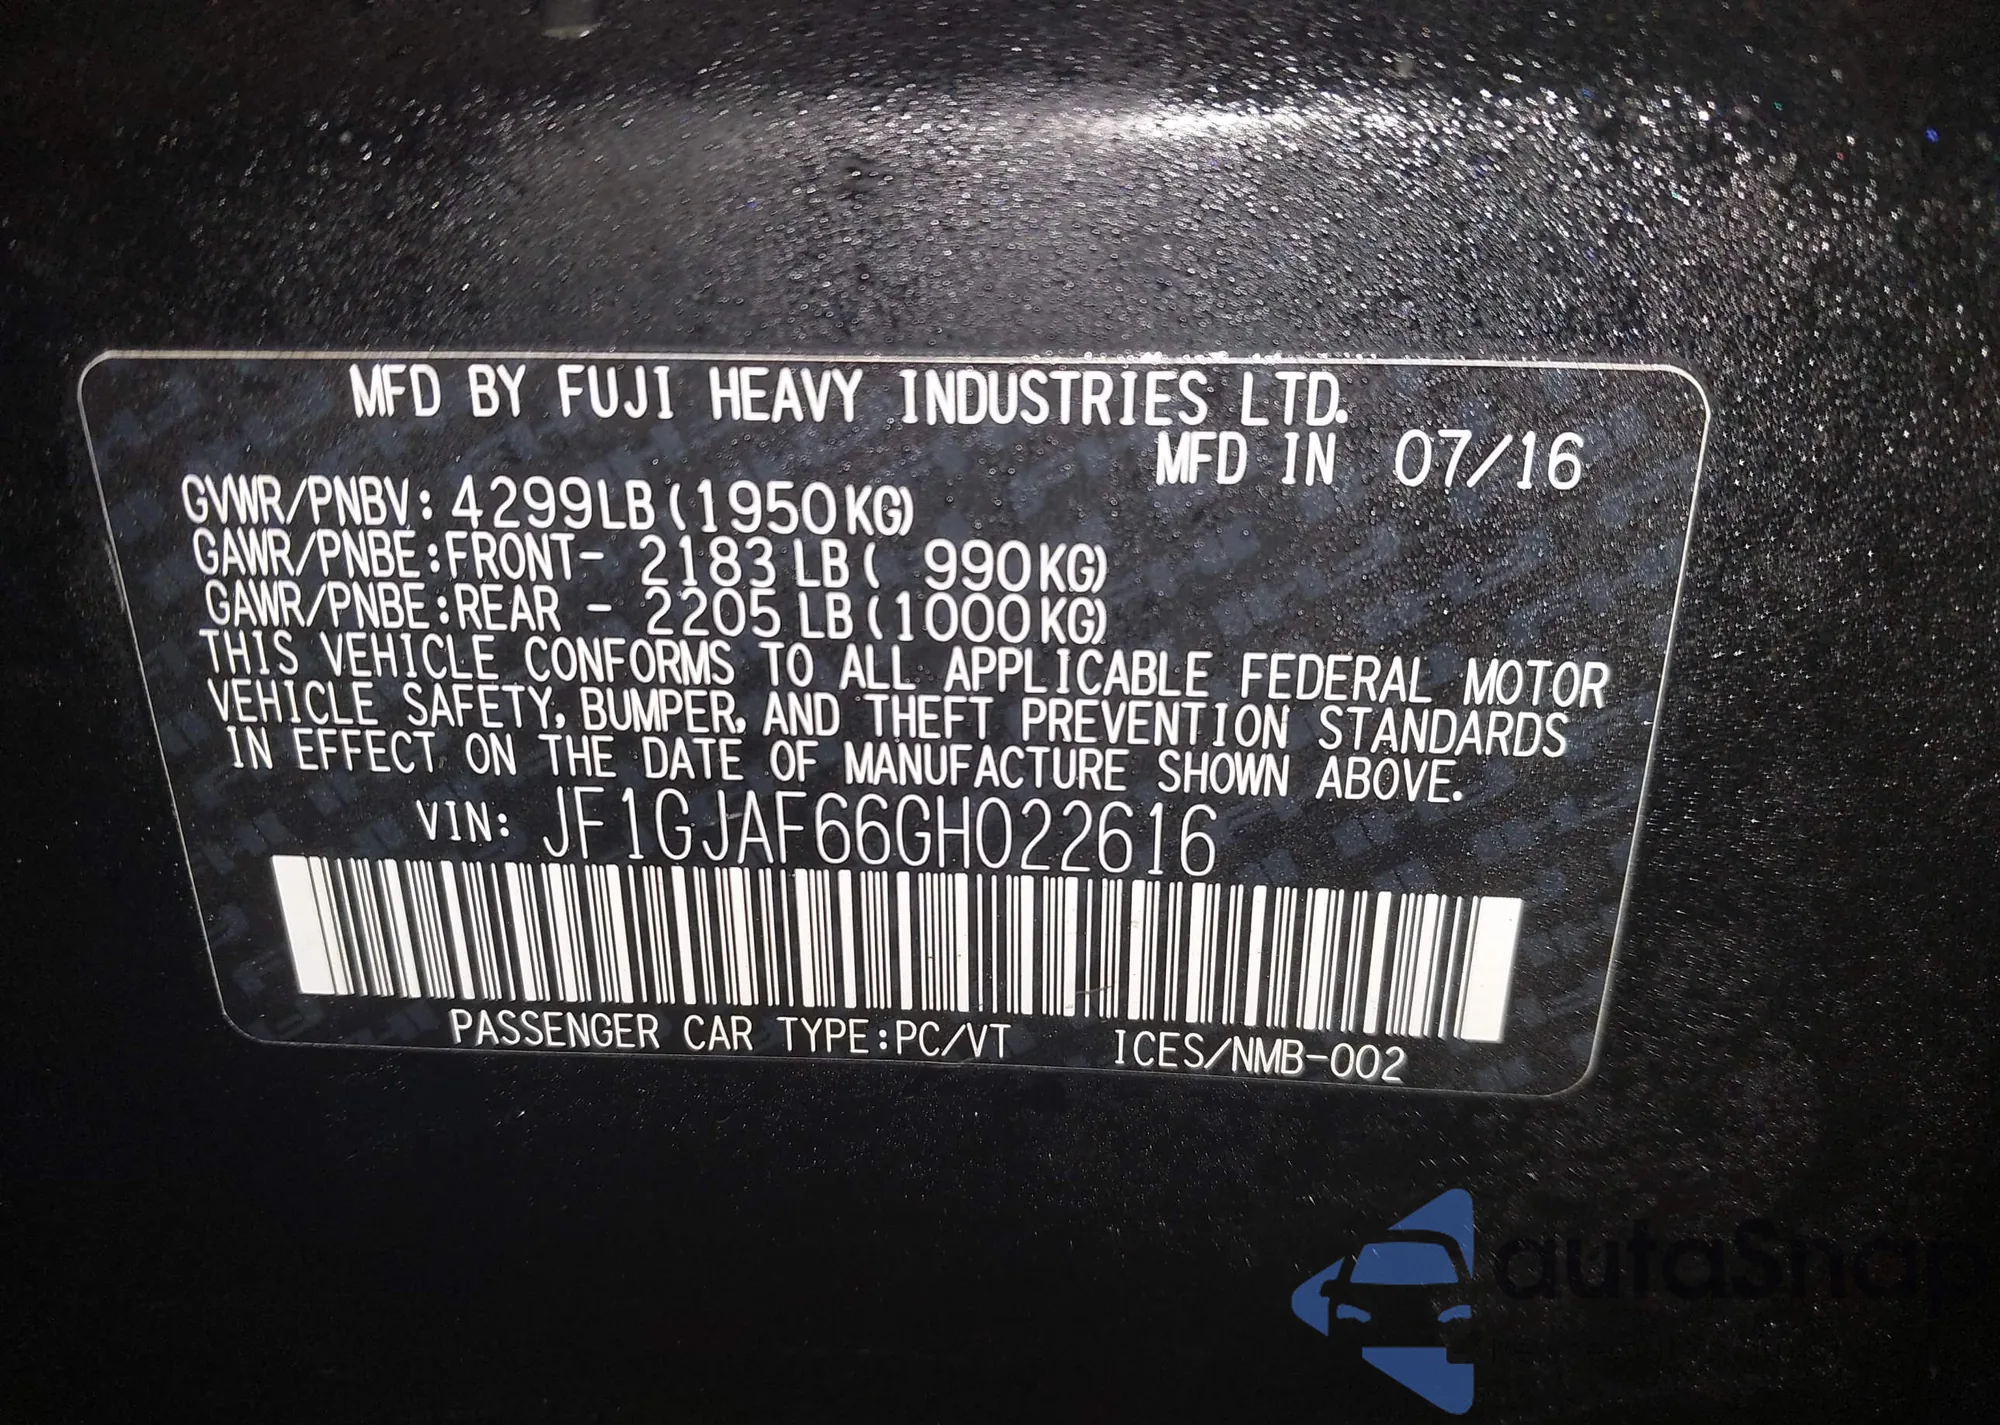 MFD BY FUJI HEAVY INDUSTRIES LTD.
MFD IN 07/16
GVWR/PNBV: 4299LB (1950KG)
GAWR/PNBE:FRONT- 2183 LB ( 990KG)
GAWR/PNBE:REAR - 2205 LB (1000KG)
THIS VEHICLE CONFORMS TO ALL APPLICABLE FEDERAL MOTOR
VEHICLE SAFETY, BUMPER, AND THEFT PREVENTION STANDARDS
IN EFFECT ON THE DATE OF MANUFACTURE SHOWN ABOVE.
VIN: JF1GJAF66GH022616
PASSENGER CAR TYPE:PC/VT ICES/NMB-002
autaSnap